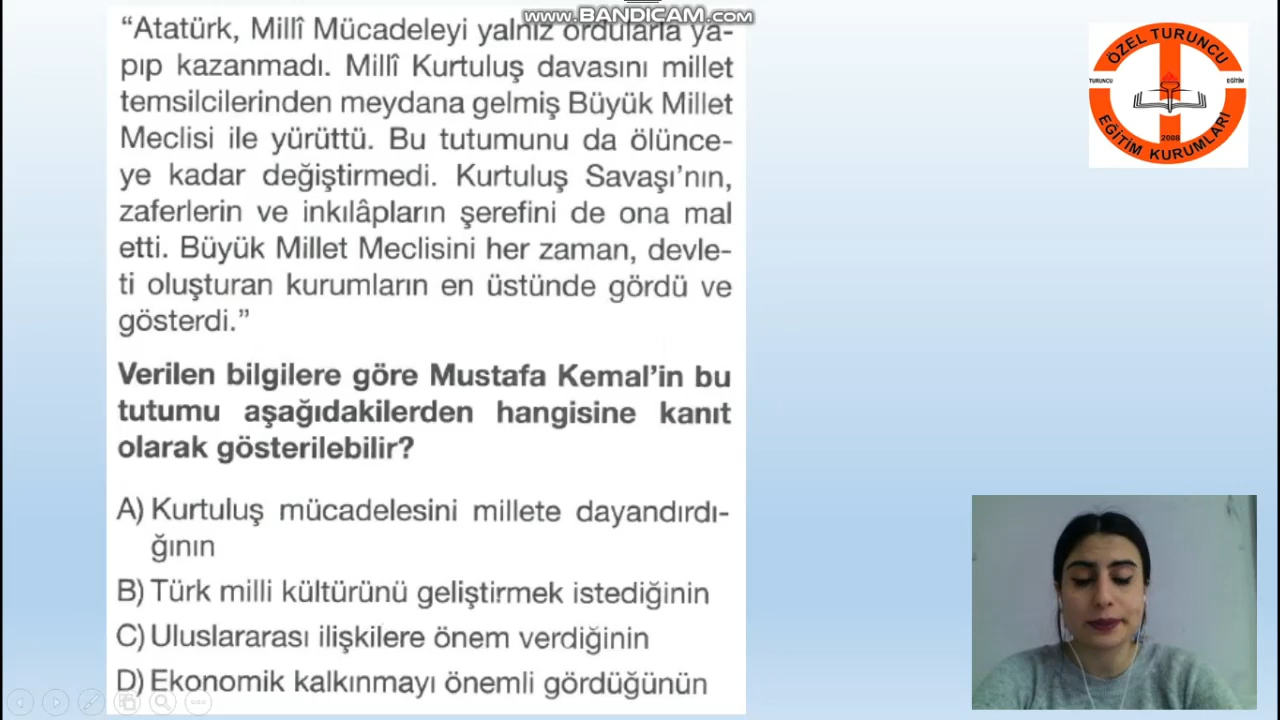 www.BANDICAM.com
“Atatürk, Millî Mücadeleyi yalnız ordularla ya-
pıp kazanmadı. Millî Kurtuluş davasını millet
temsilcilerinden meydana gelmiş Büyük Millet
Meclisi ile yürüttü. Bu tutumunu da ölünce-
ye kadar değiştirmedi. Kurtuluş Savaşı’nın,
zaferlerin ve inkılâpların şerefini de ona mal
etti. Büyük Millet Meclisini her zaman, devle-
ti oluşturan kurumların en üstünde gördü ve
gösterdi.”
Verilen bilgilere göre Mustafa Kemal’in bu
tutumu aşağıdakilerden hangisine kanıt
olarak gösterilebilir?
A) Kurtuluş mücadelesini millete dayandırdı-
ğının
B) Türk milli kültürünü geliştirmek istediğinin
C) Uluslararası ilişkilere önem verdiğinin
D) Ekonomik kalkınmayı önemli gördüğünün
ÖZEL TURUNCU
TURUNCU
EĞİTİM
2008
EĞİTİM KURUMLARI